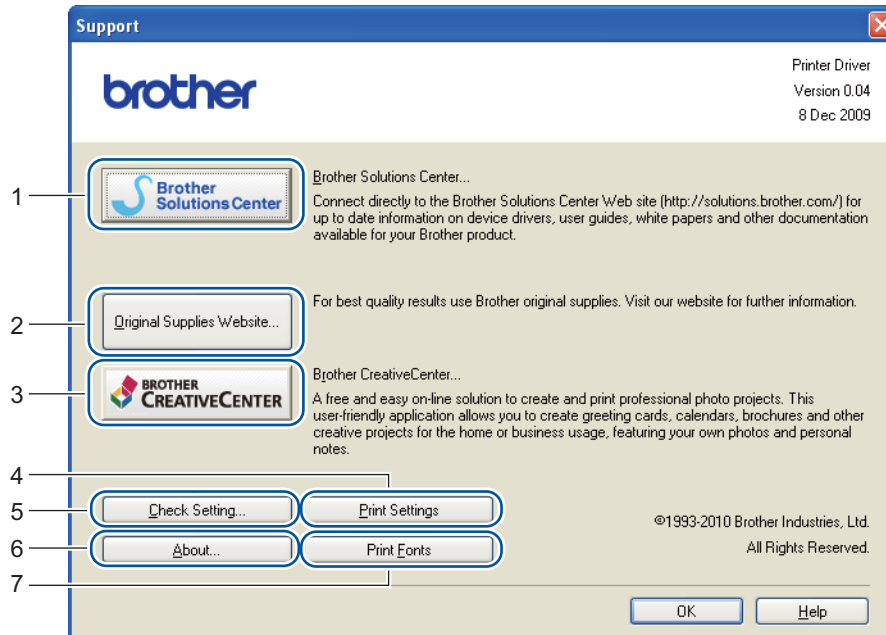 Support
brother
Printer Driver
Version 0.04
8 Dec 2009
1
Brother
Solutions Center
Brother Solutions Center...
Connect directly to the Brother Solutions Center Web site (http://solutions.brother.com/) for
up to date information on device drivers, user guides, white papers and other documentation
available for your Brother product.
2
Original Supplies Website...
For best quality results use Brother original supplies. Visit our website for further information.
3
BROTHER
CREATIVECENTER
Brother CreativeCenter...
A free and easy on-line solution to create and print professional photo projects. This
user-friendly application allows you to create greeting cards, calendars, brochures and other
creative projects for the home or business usage, featuring your own photos and personal
notes.
4
5
Check Setting...
Print Settings
©1993-2010 Brother Industries, Ltd.
6
About...
Print Fonts
All Rights Reserved.
7
OK
Help